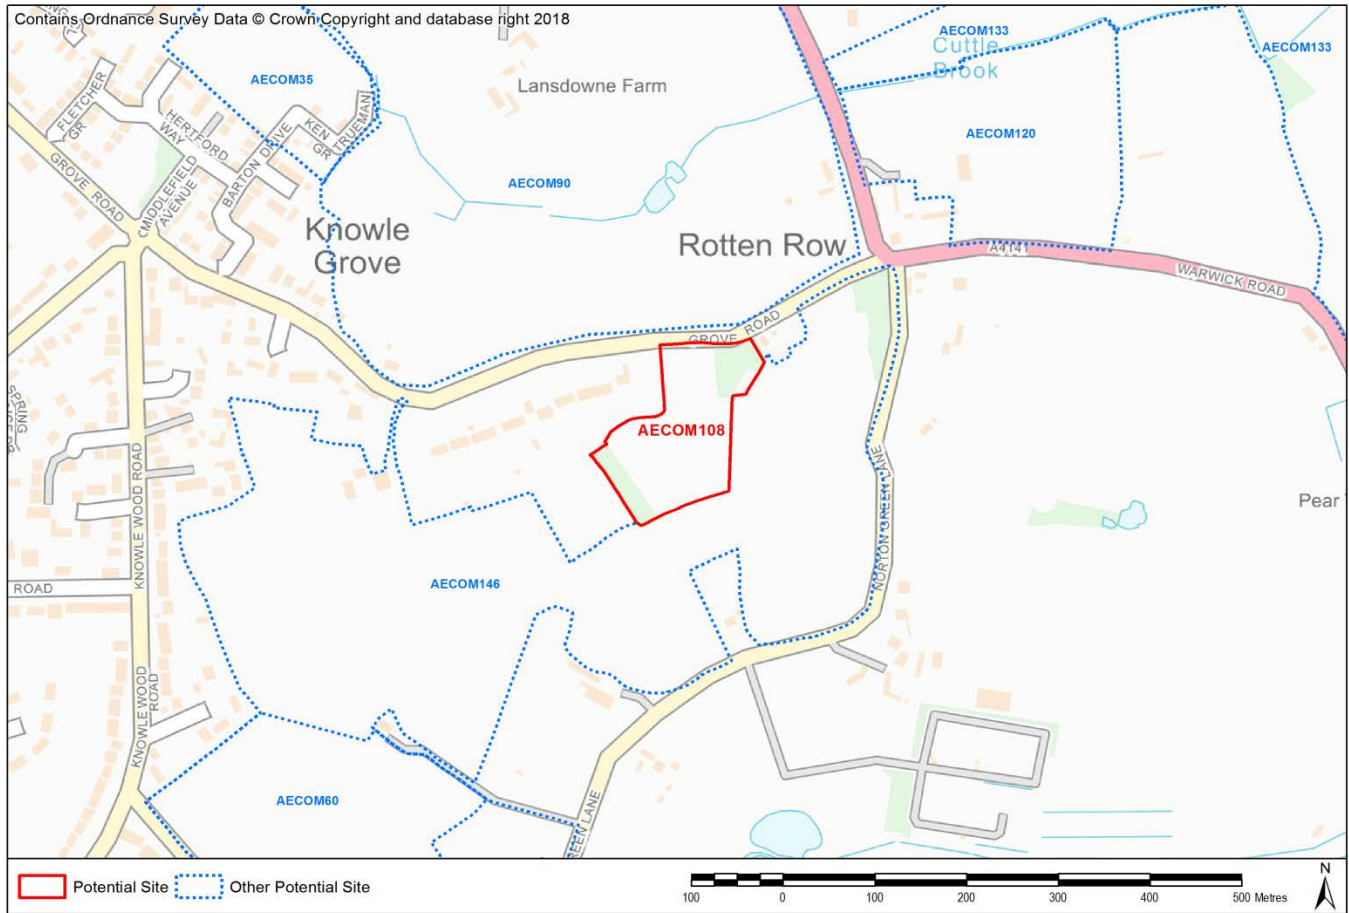 Contains Ordnance Survey Data © Crown Copyright and database right 2018
AECOM133
Cuttle
Brook
AECOM133
AECOM35
Lansdowne Farm
FLETCHER
GR
HERTFORD
WAY
KEN
GR
TRUEMAN
BARTON DRIVE
MIDDLEFIELD
AVENUE
GROVE ROAD
AECOM120
AECOM90
Knowle
Grove
Rotten Row
A4141
WARWICK ROAD
GROVE ROAD
SPRING
AECOM108
KNOWLE WOOD ROAD
NORTON GREEN LANE
Pear
ROAD
AECOM146
KNOWLE WOOD
ROAD
AECOM60
REEN LANE
Potential Site
Other Potential Site
100 0 100 200 300 400 500 Metres
N